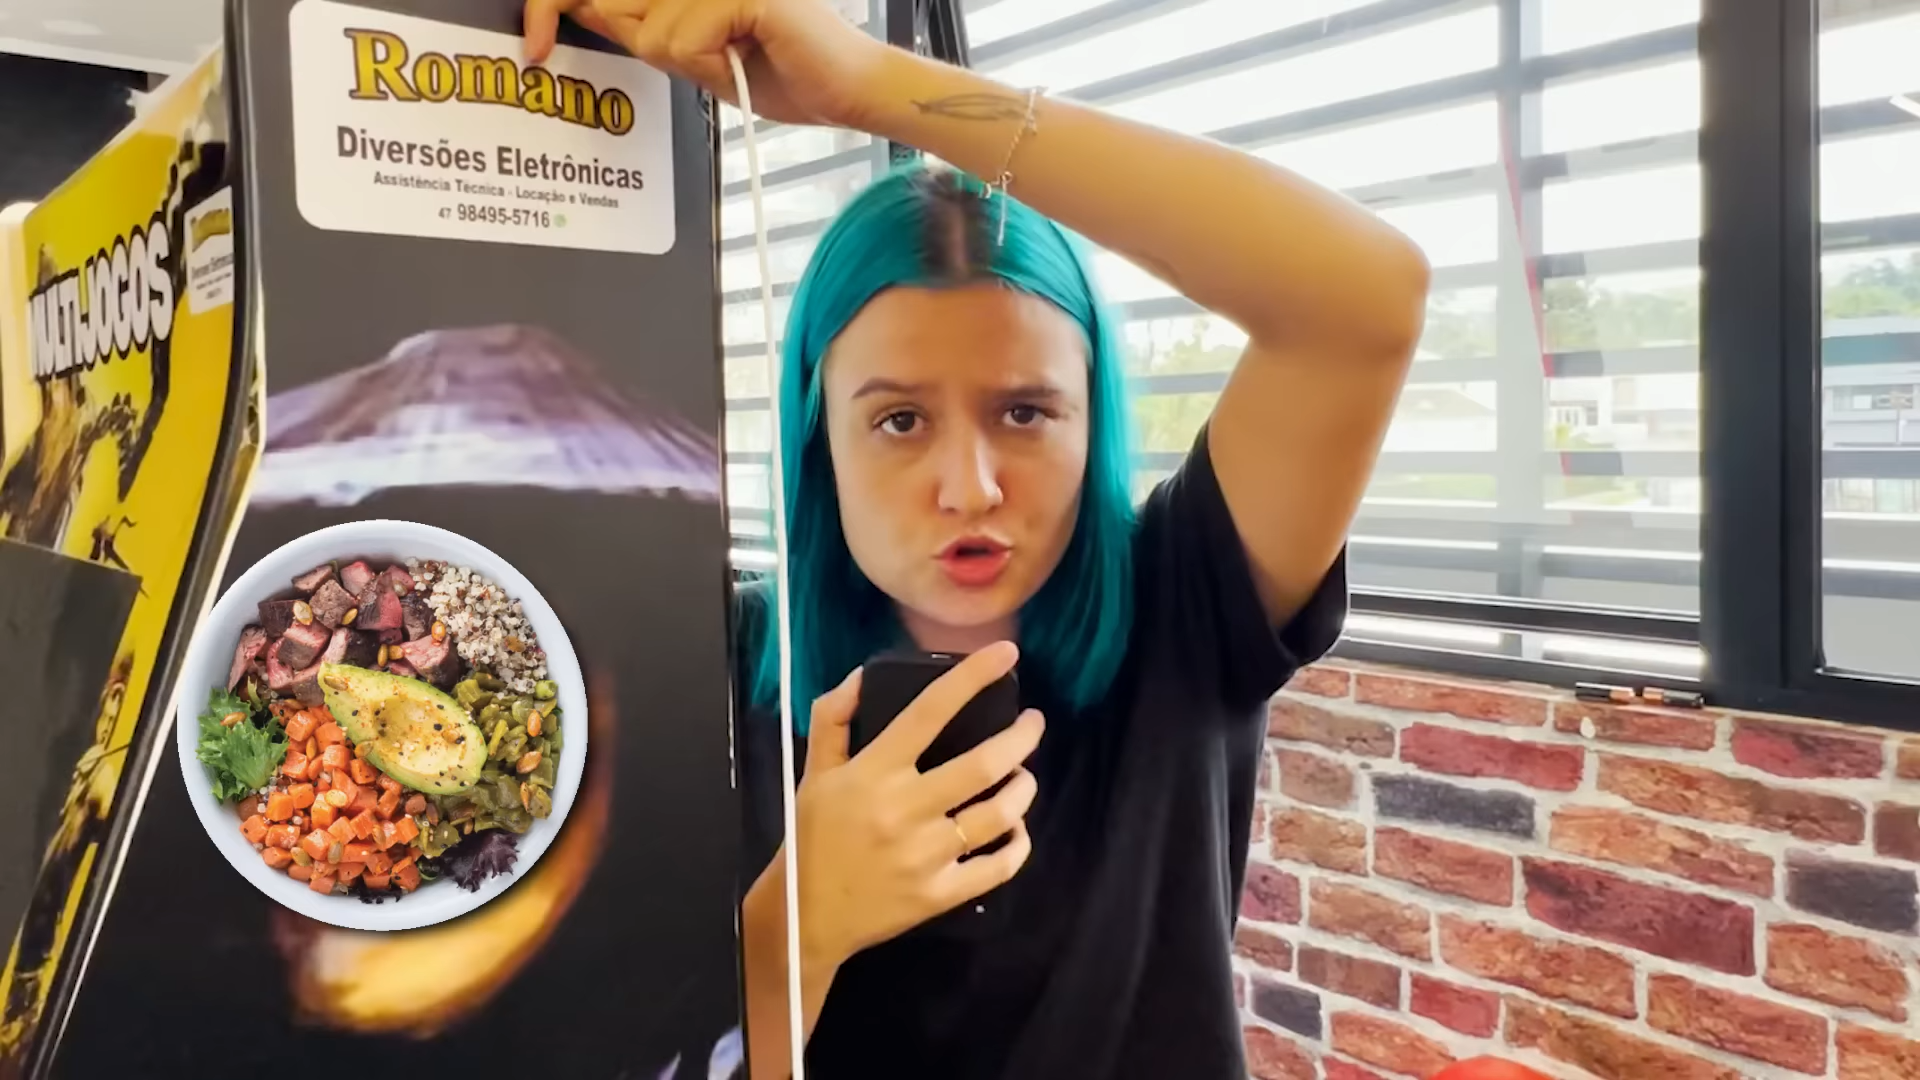 Romano
Diversões Eletrônicas
Assistência Técnica - Locação e Vendas
47 98495-5716
MULTIJOGOS